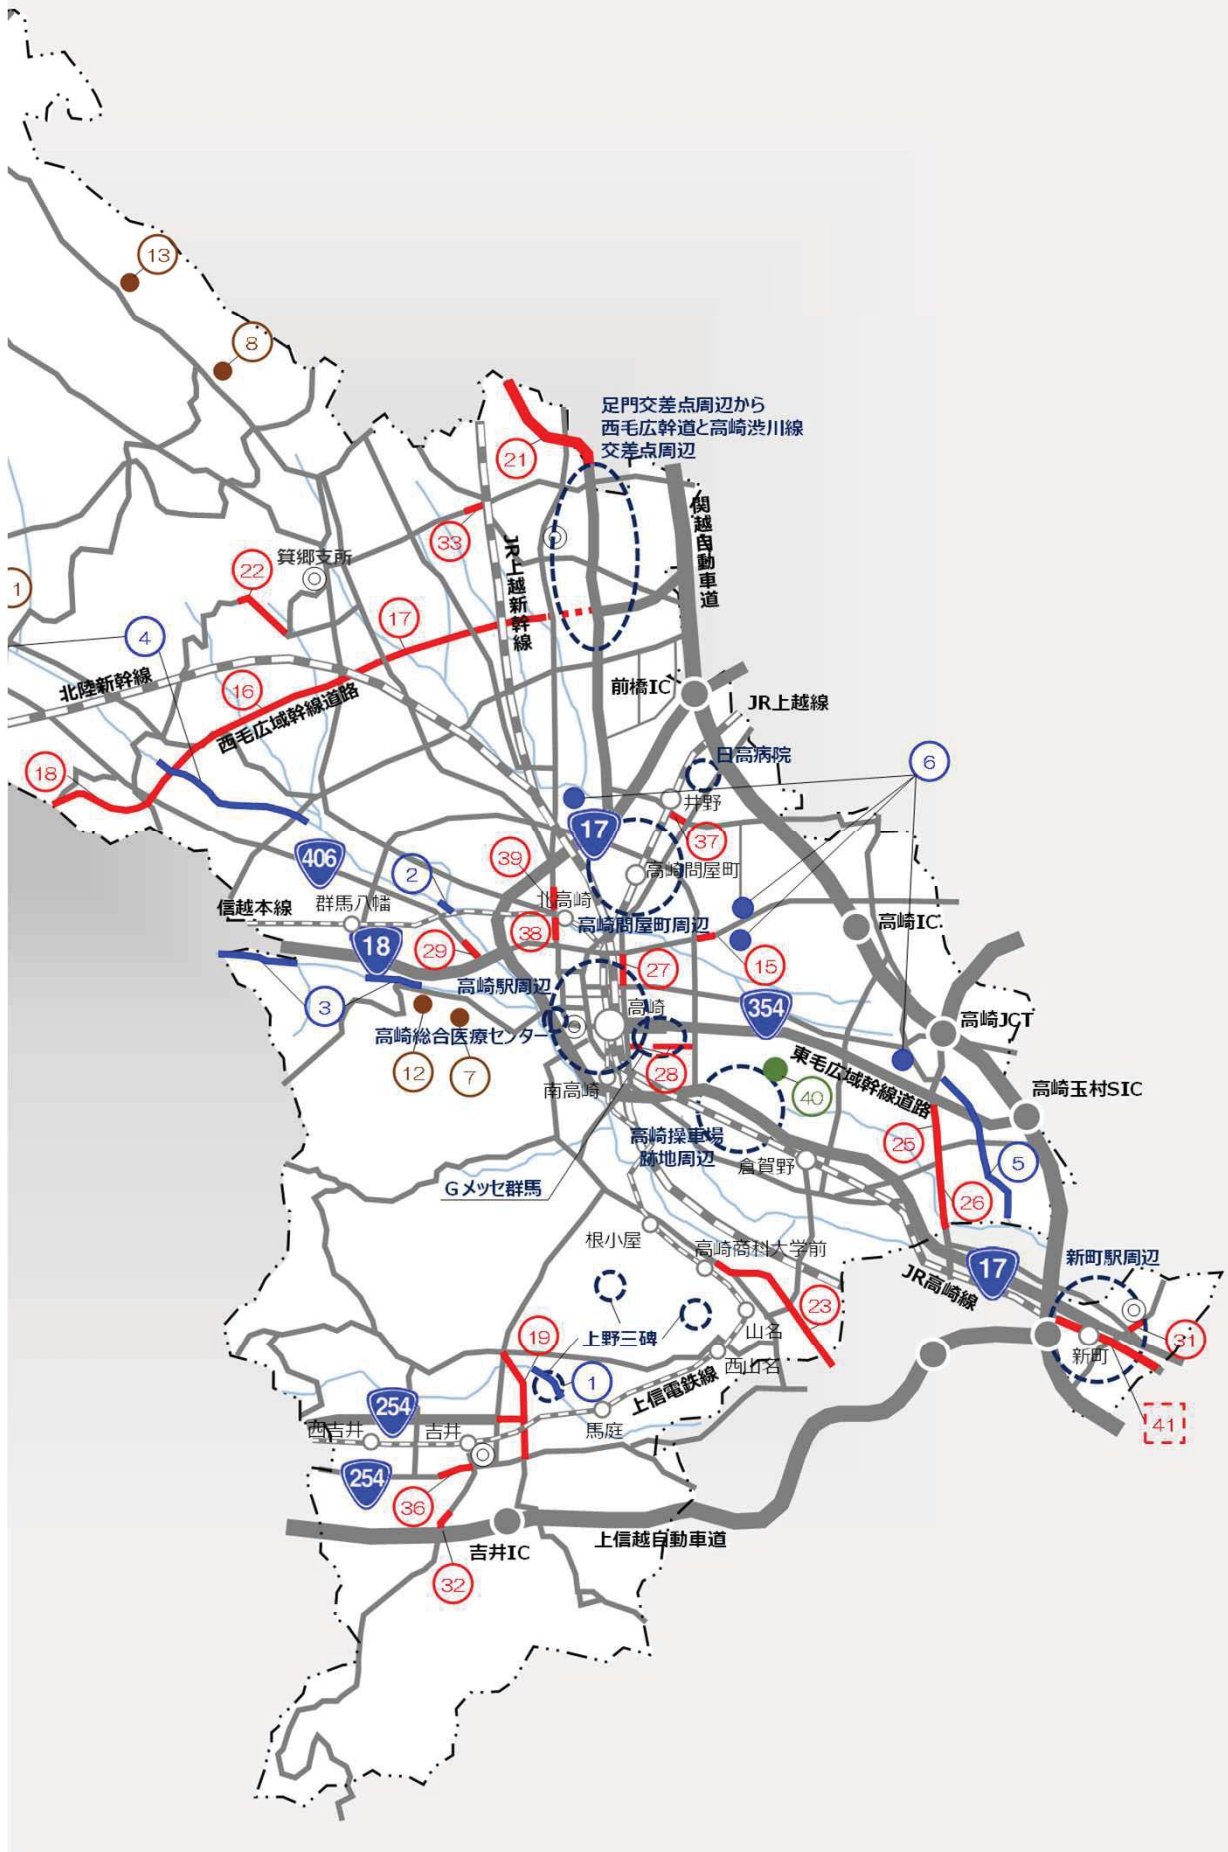 13
8
足門交差点周辺から
西毛広幹道と高崎渋川線
交差点周辺
21
関越自動車道
33
JR上越新幹線
箕郷支所
22
1
17
4
北陸新幹線
16
西毛広域幹線道路
前橋IC
JR上越線
18
日高病院
6
井野
17
37
406
39
高崎問屋町
2
群馬八幡
北高崎
信越本線
高崎問屋町周辺
高崎IC
18
38
29
27
15
高崎駅周辺
3
高崎
354
高崎JCT
高崎総合医療センター
12
7
28
東毛広域幹線道路
南高崎
40
高崎玉村SIC
高崎操車場
跡地周辺
25
倉賀野
5
Gメッセ群馬
26
根小屋
高崎商科大学前
17
新町駅周辺
JR高崎線
23
山名
19
上野三碑
31
新町
西山名
1
上信電鉄線
254
馬庭
41
西吉井
吉井
254
36
上信越自動車道
吉井IC
32